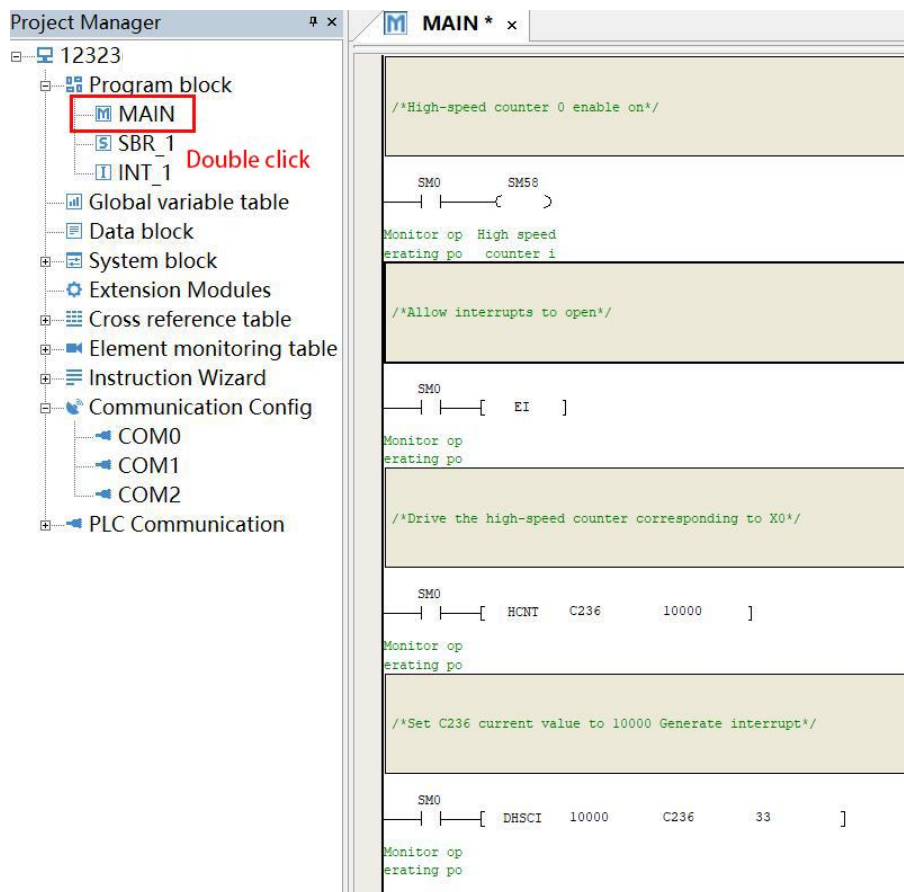 Project Manager
12323
Program block
MAIN
SBR_1
Double click
INT_1
Global variable table
Data block
System block
Extension Modules
Cross reference table
Element monitoring table
Instruction Wizard
Communication Config
COM0
COM1
COM2
PLC Communication
M MAIN * ×
/*High-speed counter 0 enable on*/
SM0 SM58
Monitor op High speed
erating po counter i
/*Allow interrupts to open*/
SM0
[ EI ]
Monitor op
erating po
/*Drive the high-speed counter corresponding to X0*/
SM0
[ HCNT C236 10000 ]
Monitor op
erating po
/*Set C236 current value to 10000 Generate interrupt*/
SM0
[ DHSCI 10000 C236 33 ]
Monitor op
erating po